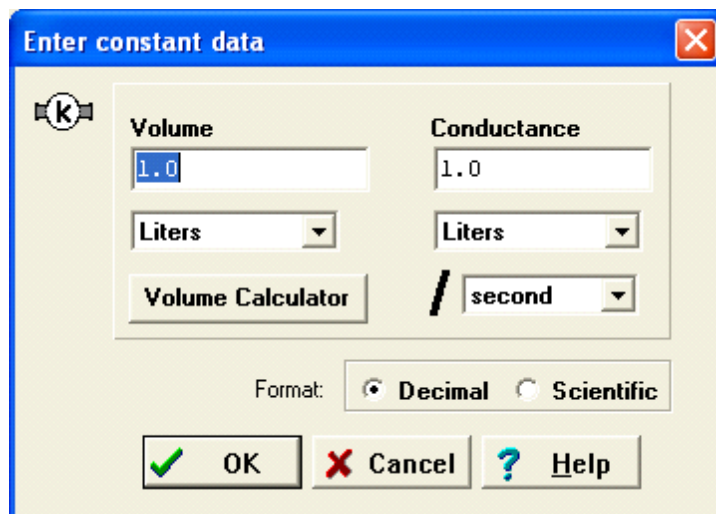 Enter constant data
k
Volume Conductance
1.0 1.0
Liters Liters
Volume Calculator / second
Format: Decimal Scientific
OK Cancel ? Help